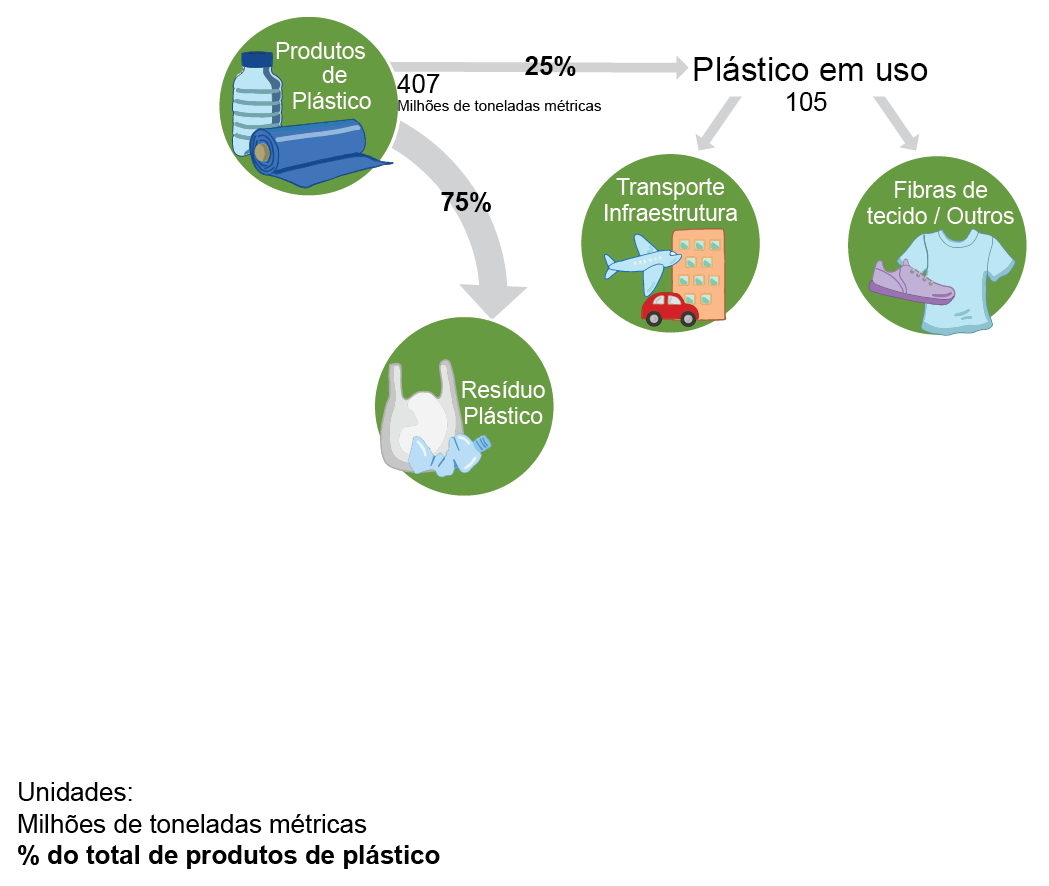 Produtos
de
Plástico
407
Milhões de toneladas métricas
25%
Plástico em uso
105
75%
Transporte
Infraestrutura
Fibras de
tecido / Outros
Resíduo
Plástico
Unidades:
Milhões de toneladas métricas
% do total de produtos de plástico